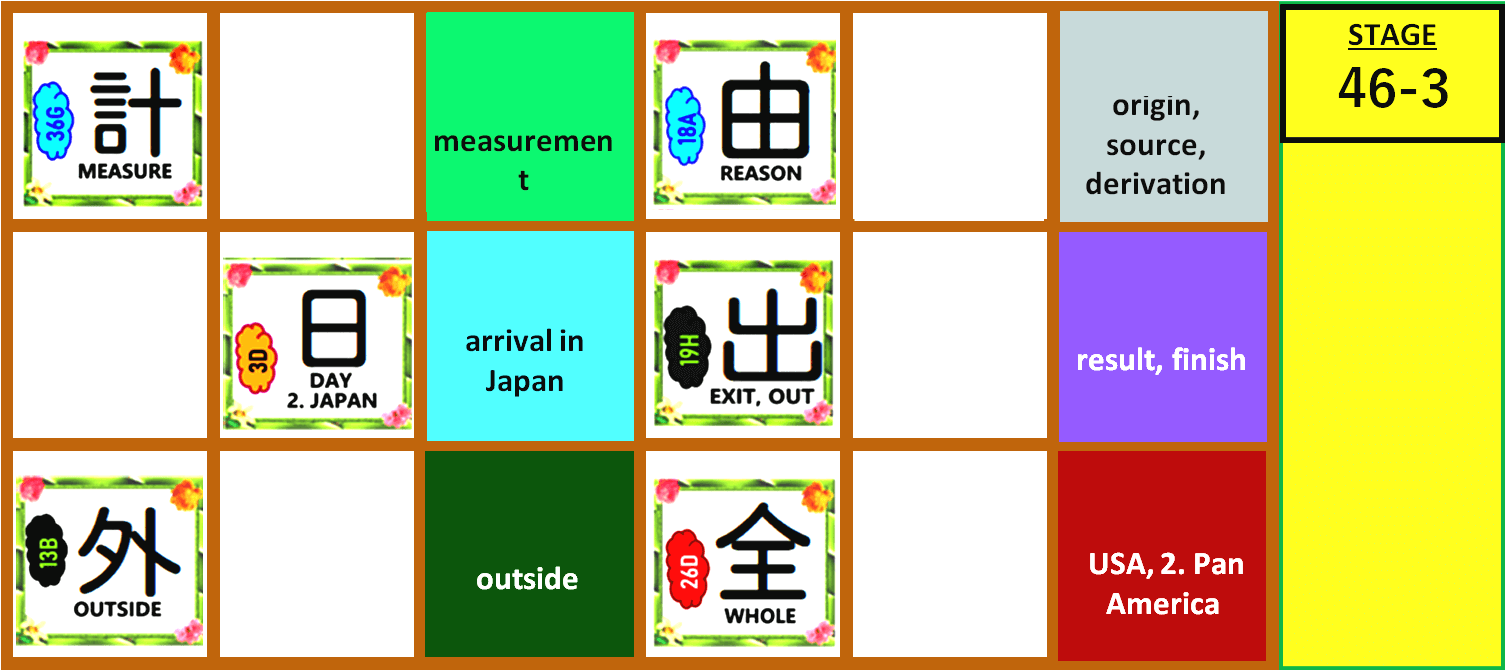 36G
計
MEASURE
measuremen
t
18A
由
REASON
origin,
source,
derivation
STAGE
46-3
3D
日
DAY
2. JAPAN
arrival in
Japan
19H
出
EXIT, OUT
result, finish
13B
外
OUTSIDE
outside
26D
全
WHOLE
USA, 2. Pan
America